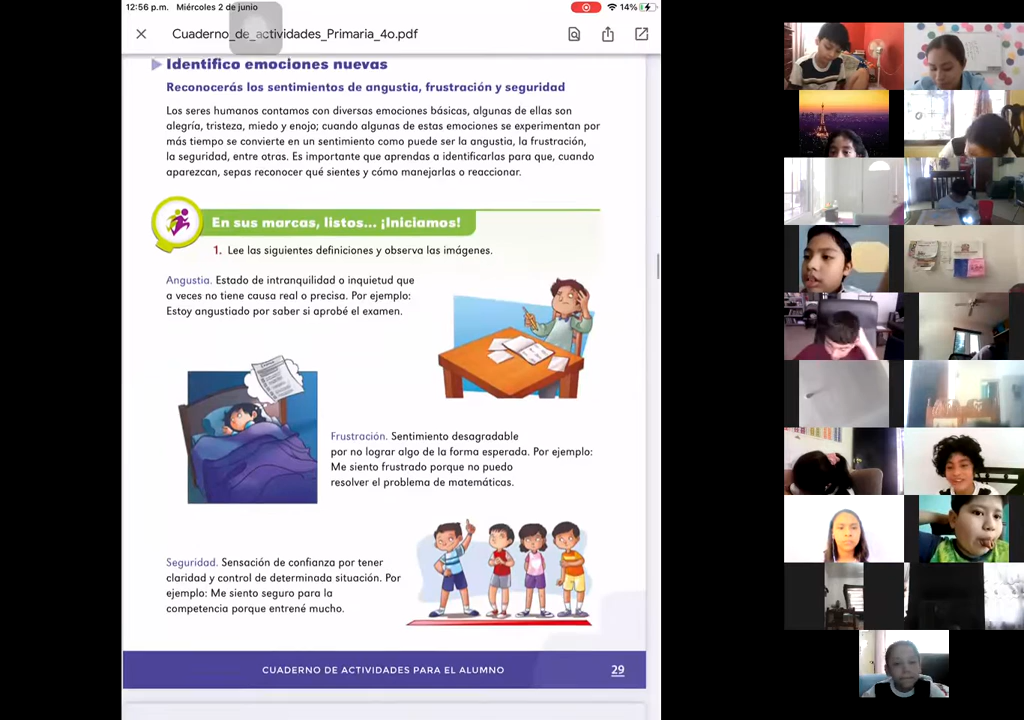 12:56 p.m. Miércoles 2 de junio
14%
Cuaderno_de_actividades_Primaria_4o.pdf
Identifico emociones nuevas
Reconocerás los sentimientos de angustia, frustración y seguridad
Los seres humanos contamos con diversas emociones básicas, algunas de ellas son
alegría, tristeza, miedo y enojo; cuando algunas de estas emociones se experimentan por
más tiempo se convierte en un sentimiento como puede ser la angustia, la frustración,
la seguridad, entre otras. Es importante que aprendas a identificarlas para que, cuando
aparezcan, sepas reconocer qué sientes y cómo manejarlas o reaccionar.
En sus marcas, listos... ¡Iniciamos!
1. Lee las siguientes definiciones y observa las imágenes.
Angustia. Estado de intranquilidad o inquietud que
a veces no tiene causa real o precisa. Por ejemplo:
Estoy angustiado por saber si aprobé el examen.
Frustración. Sentimiento desagradable
por no lograr algo de la forma esperada. Por ejemplo:
Me siento frustrado porque no puedo
resolver el problema de matemáticas.
Seguridad. Sensación de confianza por tener
claridad y control de determinada situación. Por
ejemplo: Me siento seguro para la
competencia porque entrené mucho.
CUADERNO DE ACTIVIDADES PARA EL ALUMNO 29